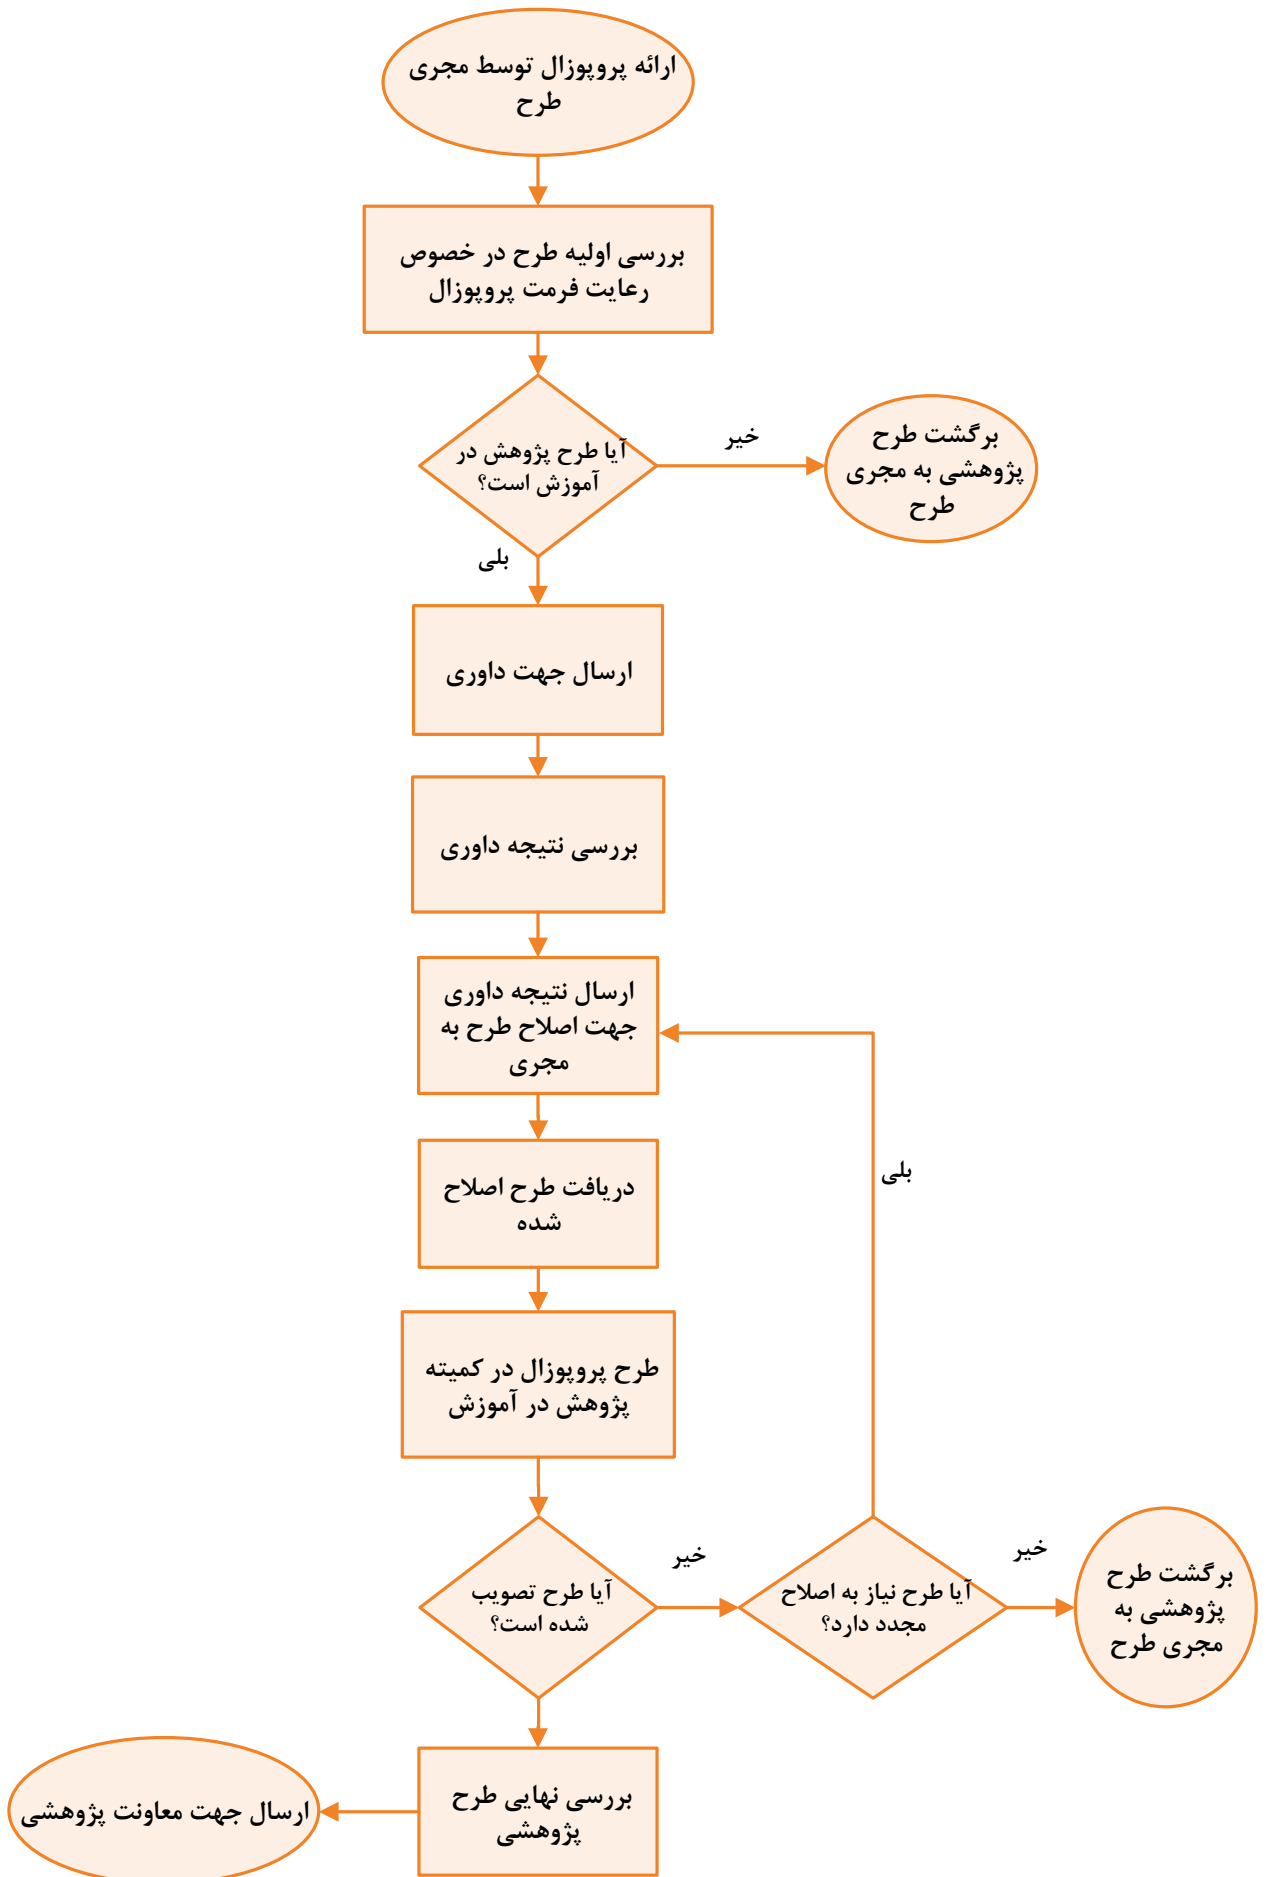 ارائه پروپوزال توسط مجری
طرح
بررسی اولیه طرح در خصوص
رعایت فرمت پروپوزال
آیا طرح پژوهش در
آموزش است؟
خیر
برگشت طرح
پژوهشی به مجری
طرح
بلی
ارسال جهت داوری
بررسی نتیجه داوری
ارسال نتیجه داوری
جهت اصلاح طرح به
مجری
دریافت طرح اصلاح
شده
بلی
طرح پروپوزال در کمیته
پژوهش در آموزش
آیا طرح تصویب
شده است؟
خیر
آیا طرح نیاز به اصلاح
مجدد دارد؟
خیر
برگشت طرح
پژوهشی به
مجری طرح
بررسی نهایی طرح
پژوهشی
ارسال جهت معاونت پژوهشی